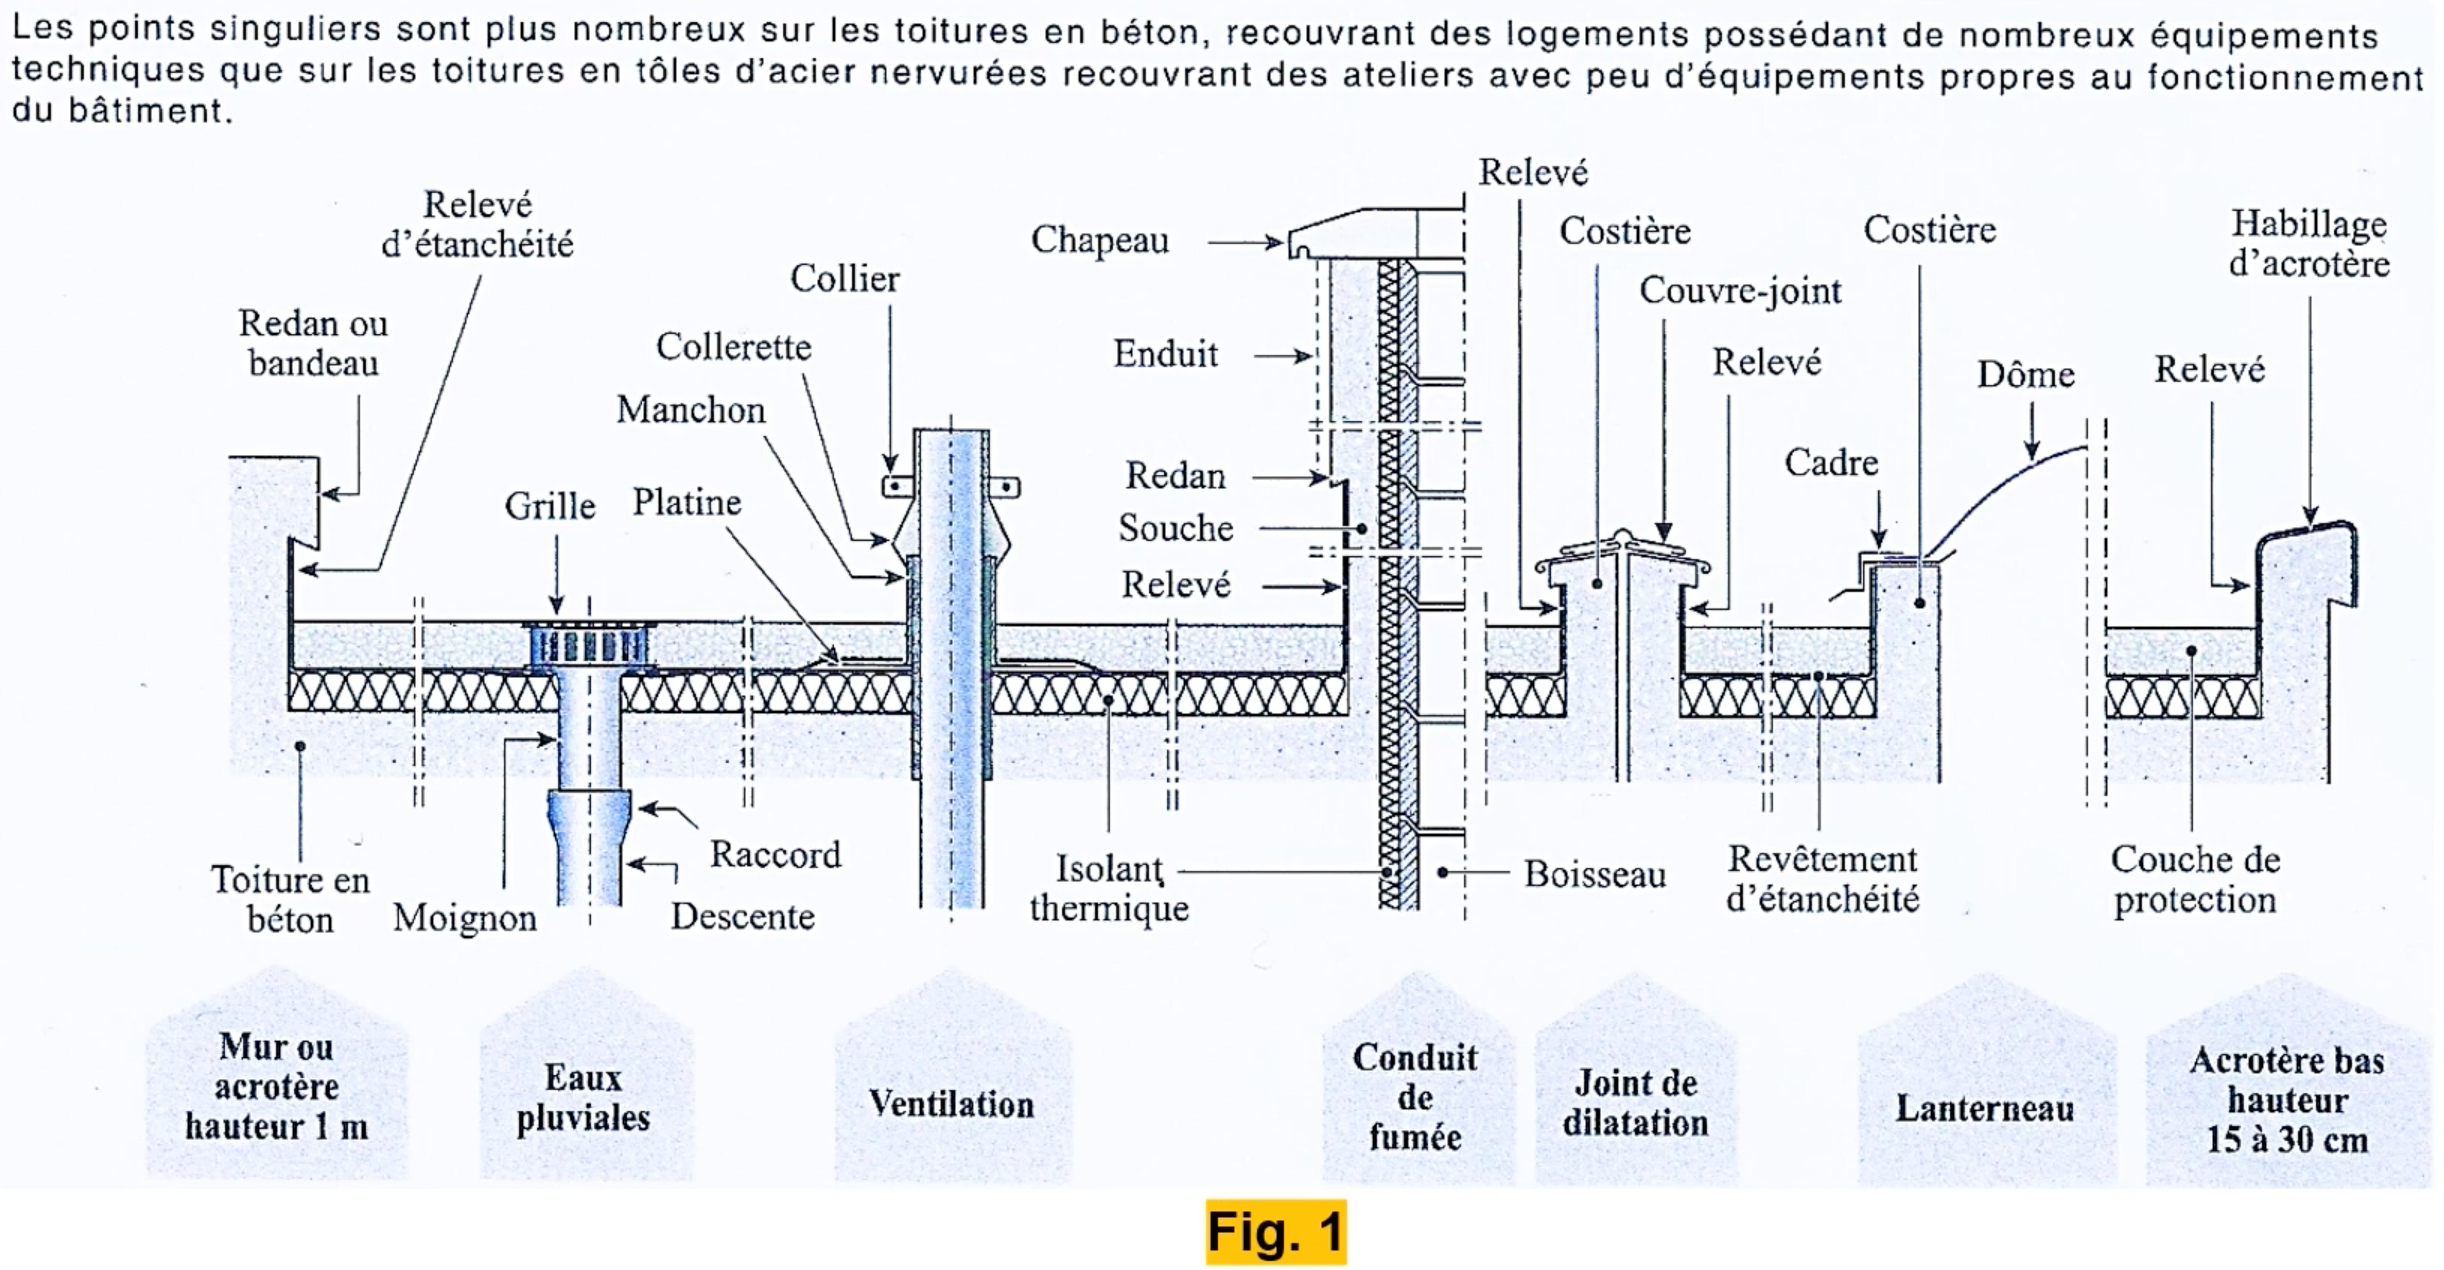 Les points singuliers sont plus nombreux sur les toitures en béton, recouvrant des logements possédant de nombreux équipements
techniques que sur les toitures en tôles d'acier nervurées recouvrant des ateliers avec peu d'équipements propres au fonctionnement
du bâtiment.
Relevé
d'étanchéité
Redan ou
bandeau
Grille
Platine
Manchon
Collerette
Collier
Chapeau
Enduit
Redan
Souche
Relevé
Relevé
Costière
Couvre-joint
Relevé
Costière
Cadre
Dôme
Relevé
Habillage
d'acrotère
Toiture en
béton
Moignon
Raccord
Descente
Isolant
thermique
Boisseau
Revêtement
d'étanchéité
Couche de
protection
Mur ou
acrotère
hauteur 1 m
Eaux
pluviales
Ventilation
Conduit
de
fumée
Joint de
dilatation
Lanterneau
Acrotère bas
hauteur
15 à 30 cm
Fig. 1